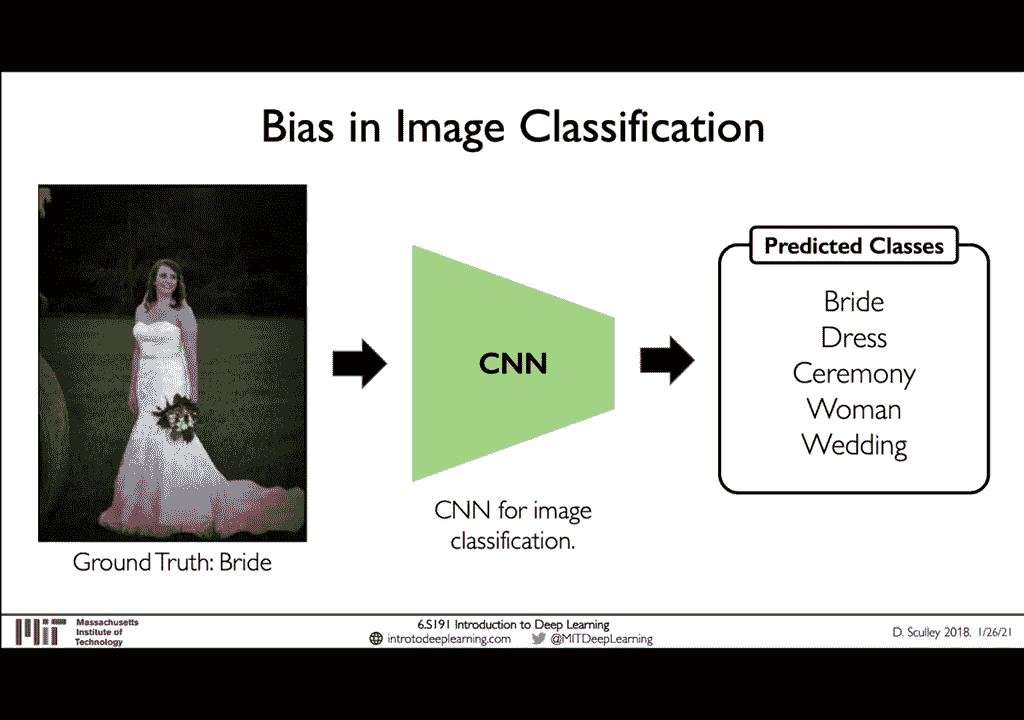 Bias in Image Classification
Ground Truth: Bride
CNN
CNN for image
classification.
Predicted Classes
Bride
Dress
Ceremony
Woman
Wedding
MIT
Massachusetts
Institute of
Technology
6.S191 Introduction to Deep Learning
introtodeeplearning.com @MITDeepLearning
D. Sculley 2018. 1/26/21